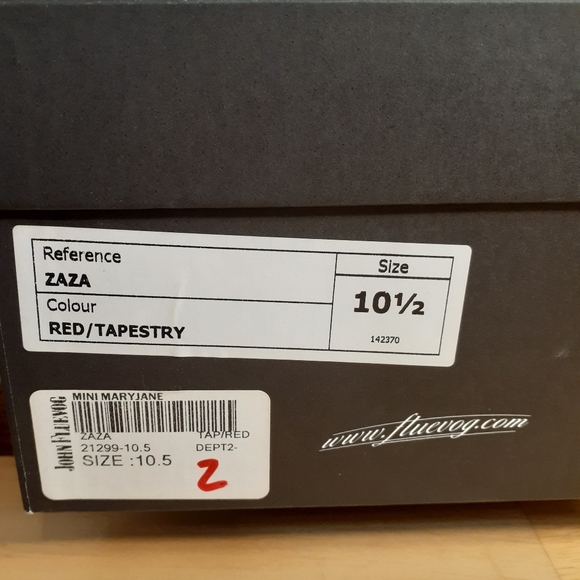 Reference
ZAZA
Colour
RED/TAPESTRY
Size
10½
142370
JOHN FLUEVOG
MINI MARYJANE
ZAZA TAP/RED
21299-10.5 DEPT2-
SIZE :10.5
2
www.fluevog.com